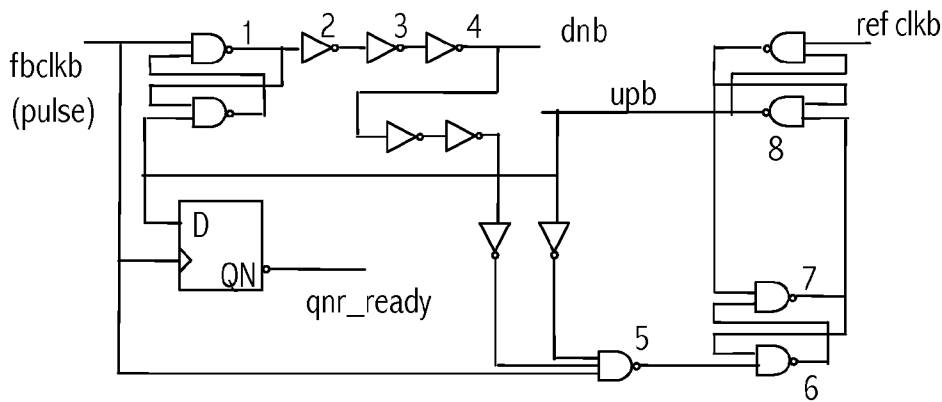 1 2 3 4 dnb ref clkb
fbclkb
(pulse)
upb
8
D
QN
7
qnr_ready
5
6